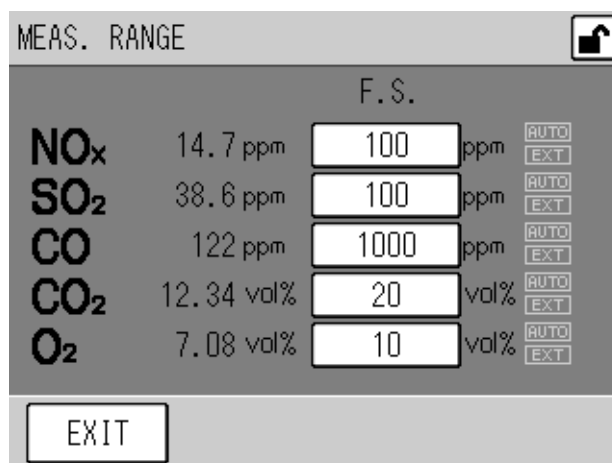 MEAS. RANGE
F.S.
NOx 14.7 ppm 100 ppm AUTO EXT
SO2 38.6 ppm 100 ppm AUTO EXT
CO 122 ppm 1000 ppm AUTO EXT
CO2 12.34 vol% 20 vol% AUTO EXT
O2 7.08 vol% 10 vol% AUTO EXT
EXIT